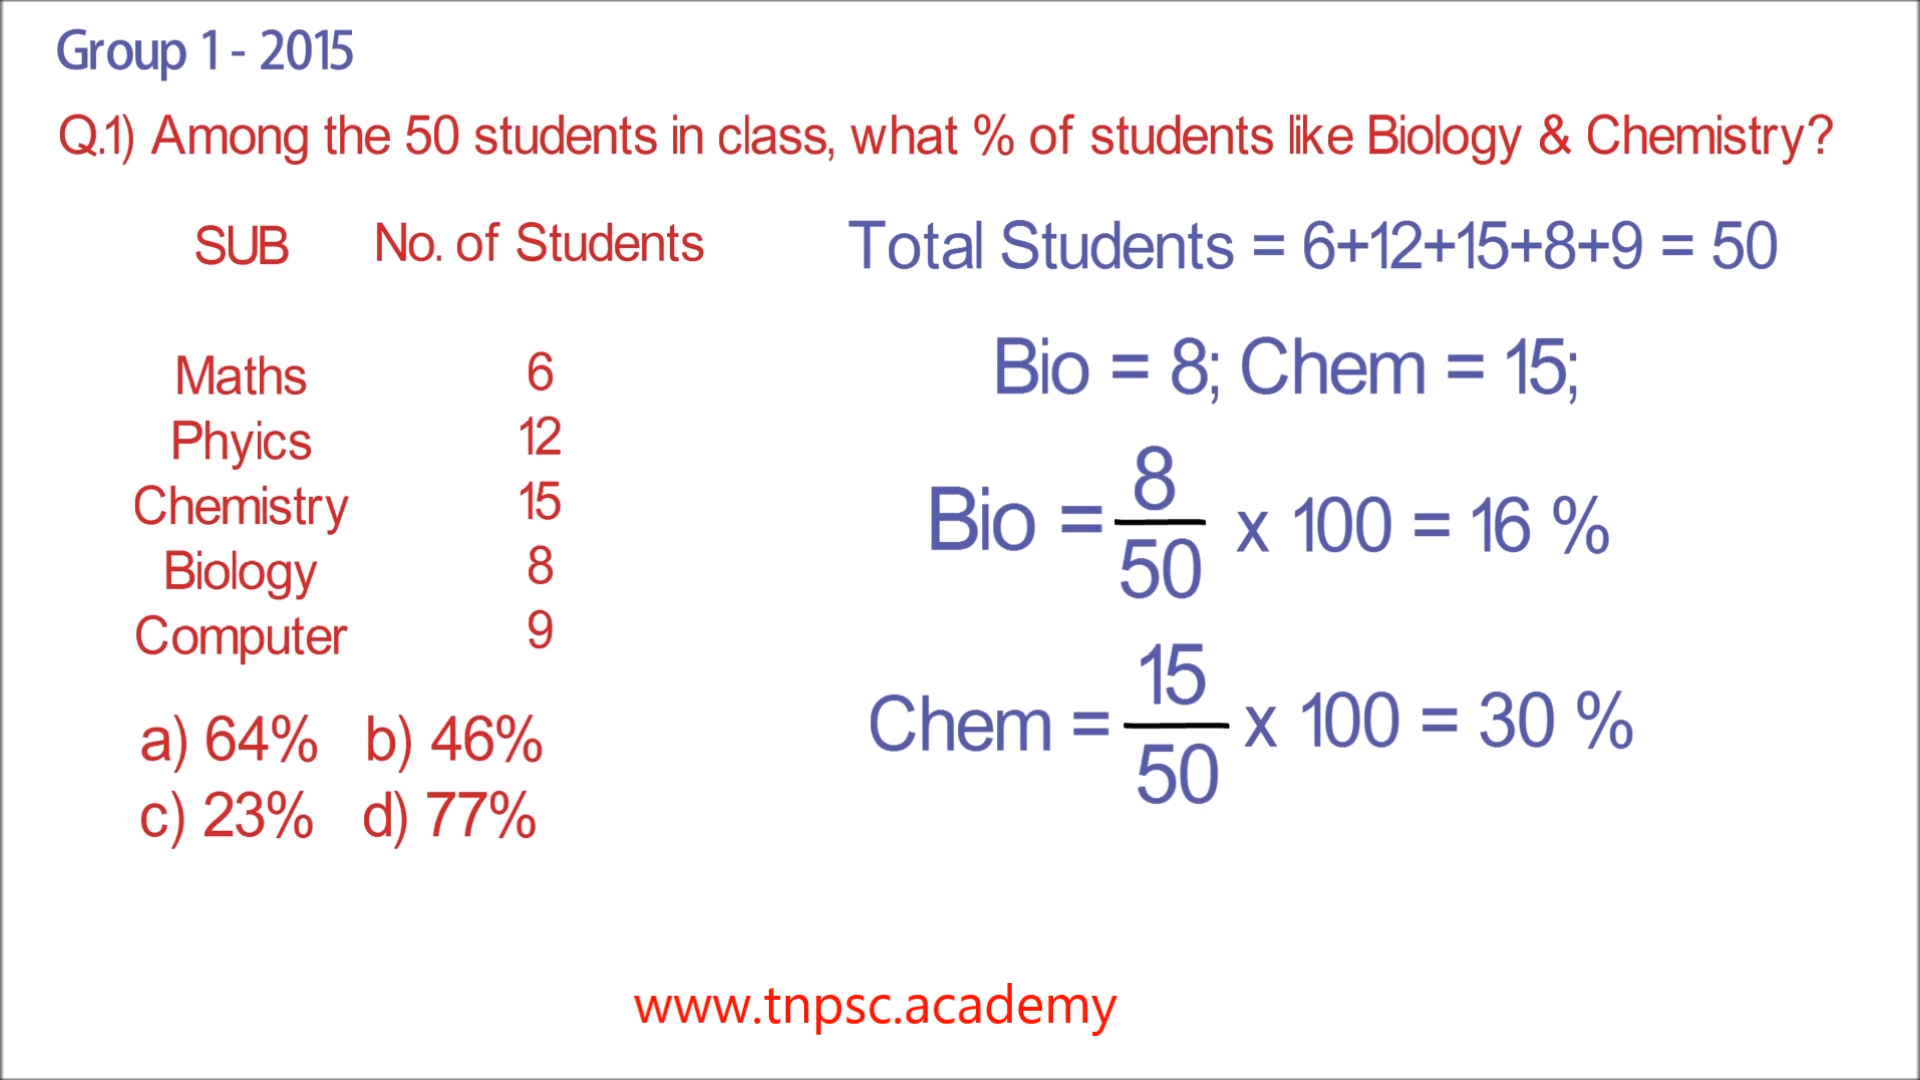 Group 1 - 2015
Q.1) Among the 50 students in class, what % of students like Biology & Chemistry?
SUB No. of Students
Maths 6
Phyics 12
Chemistry 15
Biology 8
Computer 9
a) 64% b) 46%
c) 23% d) 77%
Total Students = 6+12+15+8+9 = 50
Bio = 8; Chem = 15;
Bio = 8/50 x 100 = 16 %
Chem = 15/50 x 100 = 30 %
www.tnpsc.academy